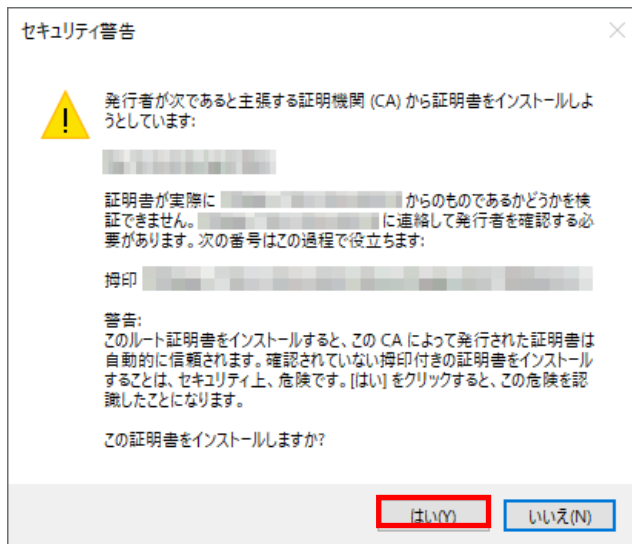 セキュリティ警告
発行者が次であると主張する証明機関 (CA) から証明書をインストールしよ
うとしています:
証明書が実際に からのものであるかどうかを検
証できません。 に連絡して発行者を確認する必
要があります。次の番号はこの過程で役立ちます:
拇印
警告:
このルート証明書をインストールすると、この CA によって発行された証明書は
自動的に信頼されます。確認されていない拇印付きの証明書をインストール
することは、セキュリティ上、危険です。[はい] をクリックすると、この危険を認
識したことになります。
この証明書をインストールしますか?
はい(Y) いいえ(N)